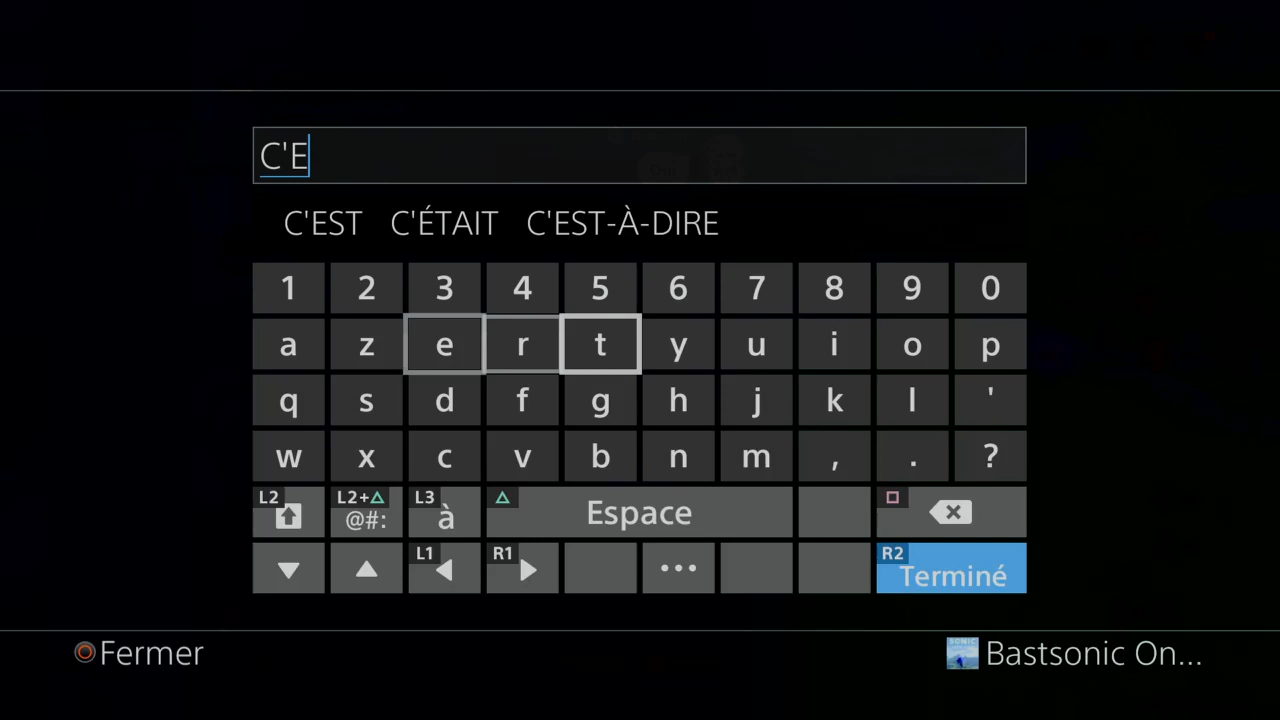 C'E
C'EST C'ÉTAIT C'EST-À-DIRE
1 2 3 4 5 6 7 8 9 0
a z e r t y u i o p
q s d f g h j k l '
w x c v b n m , . ?
L2 L2+△ @#: L3 à △ Espace □
L1 R1 ••• R2 Terminé
Fermer
SONIC
Bastsonic On...